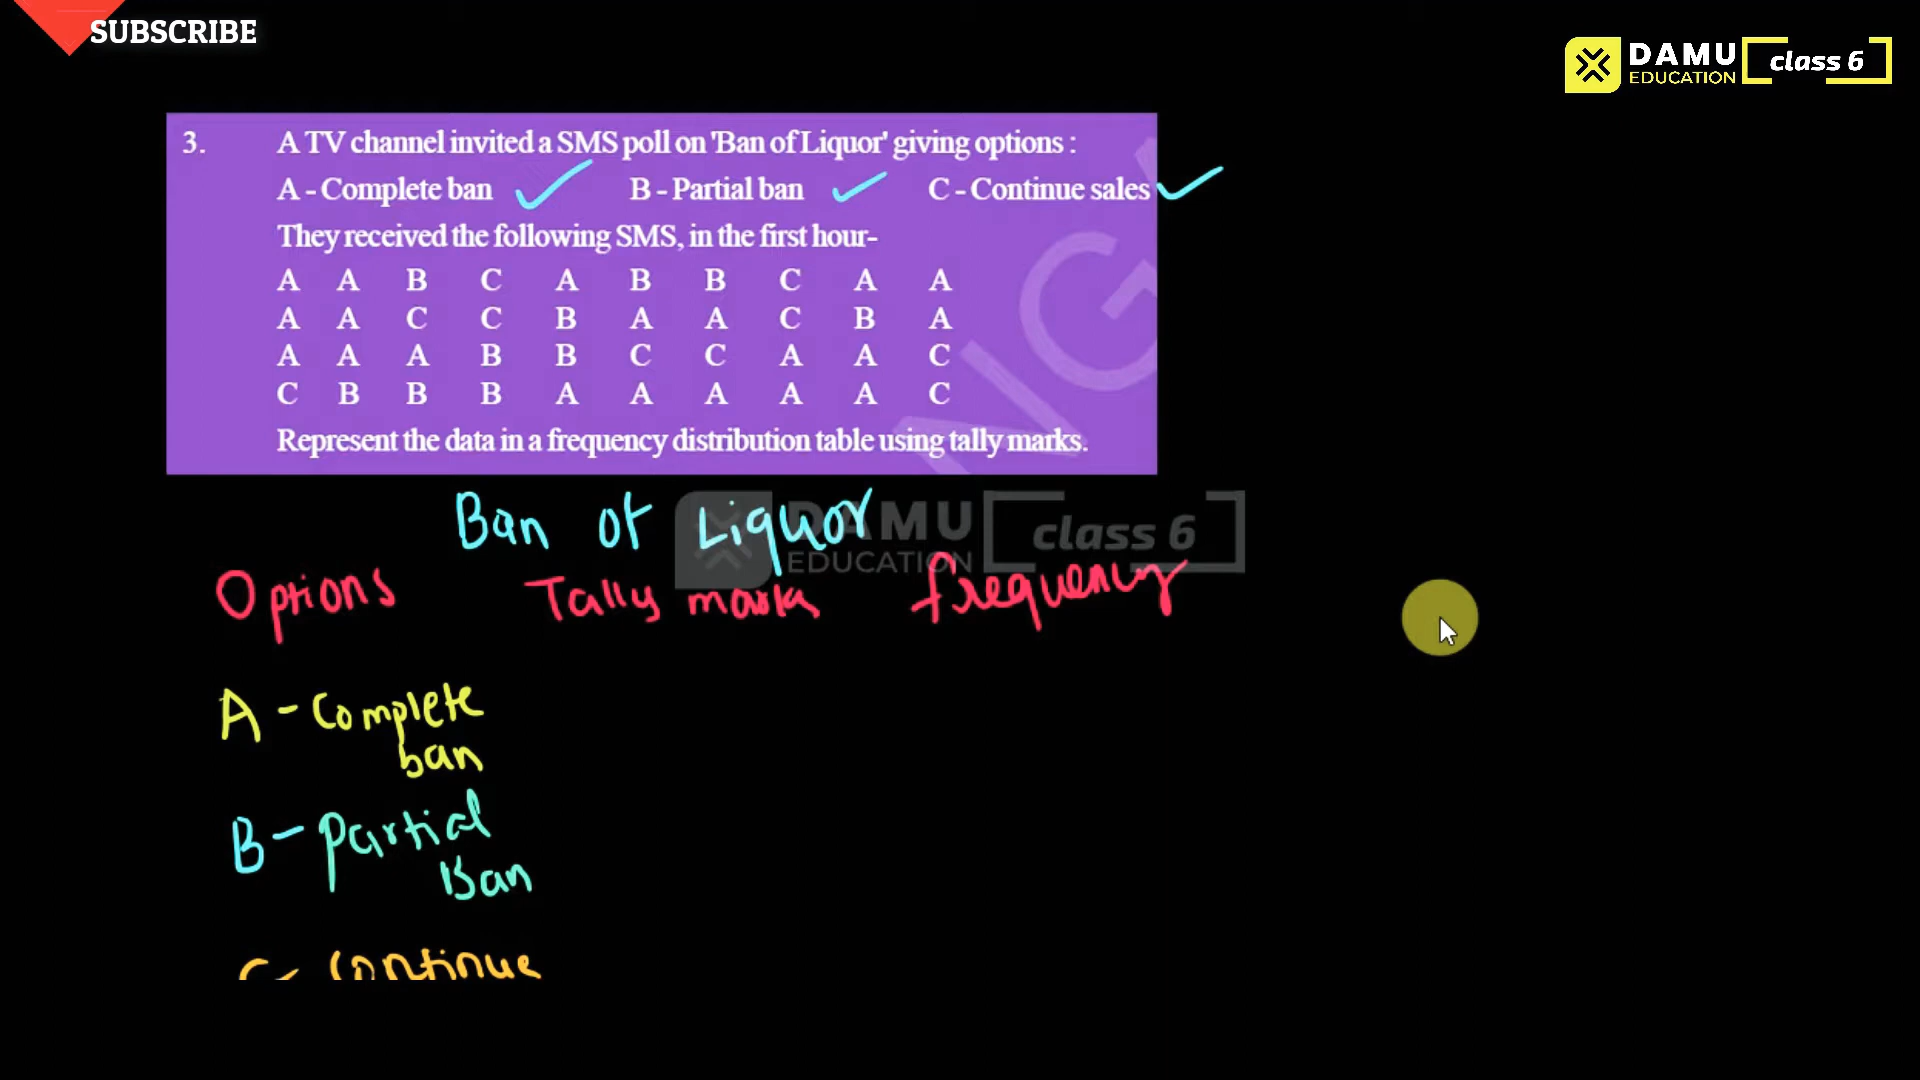 SUBSCRIBE
DAMU
EDUCATION
class 6
3. A TV channel invited a SMS poll on 'Ban of Liquor' giving options :
A - Complete ban B - Partial ban C - Continue sales
They received the following SMS, in the first hour-
A A B C A B B C A A
A A C C B A A C B A
A A A B B C C A A C
C B B B A A A A A C
Represent the data in a frequency distribution table using tally marks.
Ban of Liquor
DAMU
EDUCATION
class 6
Options Tally marks frequency
A - Complete
ban
B - Partial
Ban
C - Continue